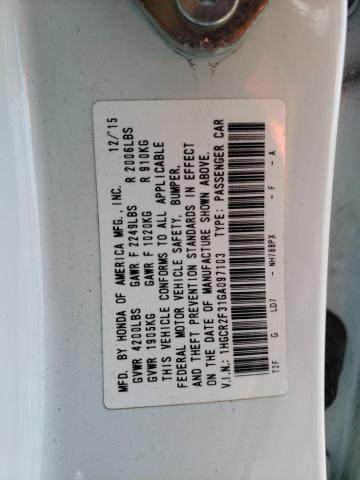 MFD. BY HONDA OF AMERICA MFG., INC. 12/15
GVWR 4200LBS GAWR F 2249LBS R 2006LBS
GVWR 1905KG GAWR F 1020KG R 910KG
THIS VEHICLE CONFORMS TO ALL APPLICABLE
FEDERAL MOTOR VEHICLE SAFETY, BUMPER,
AND THEFT PREVENTION STANDARDS IN EFFECT
ON THE DATE OF MANUFACTURE SHOWN ABOVE.
V.I.N.: 1HGCR2F31GA097103 TYPE: PASSENGER CAR
T2F G LD7 - NH788PX - F - A